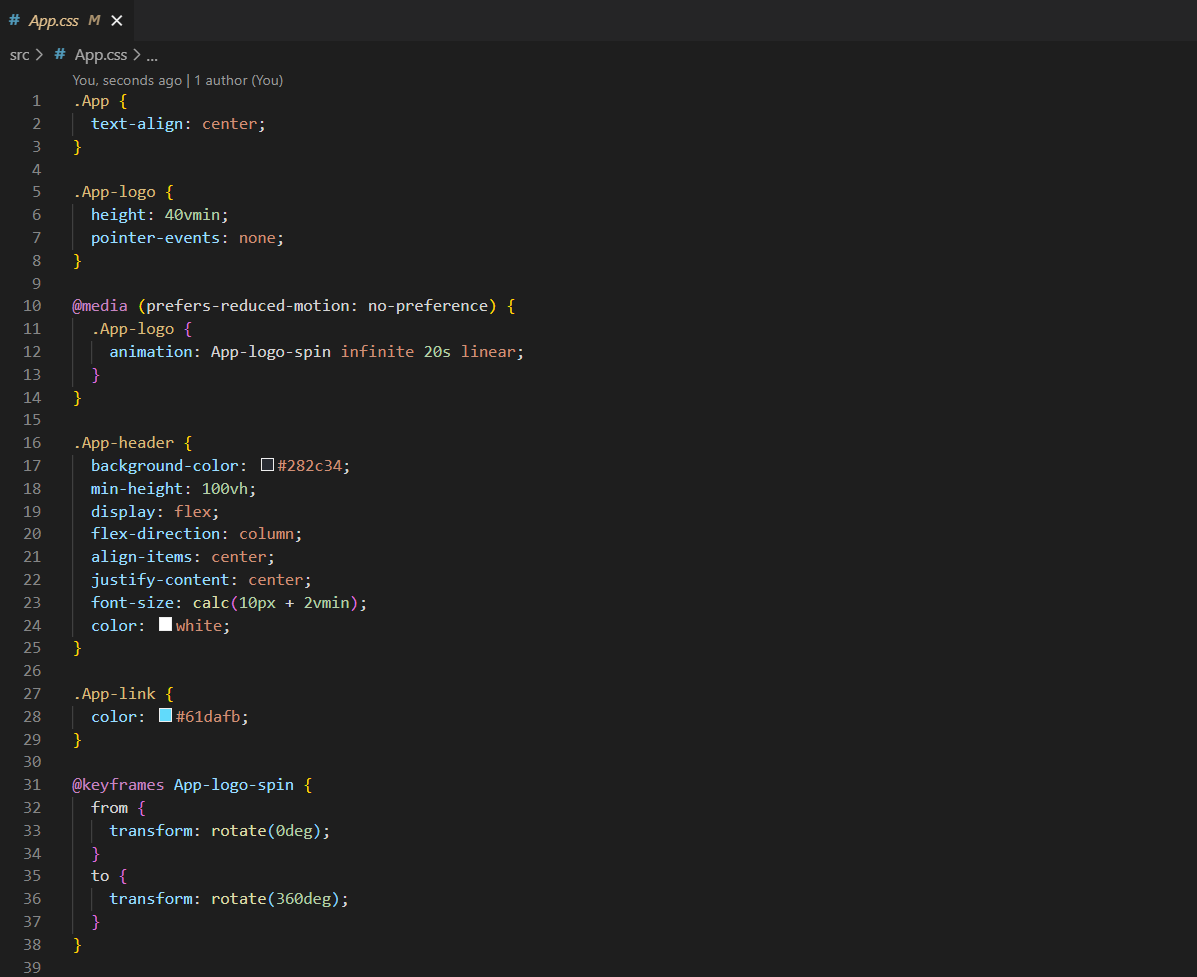 # App.css M ×
src > # App.css > ...
You, seconds ago | 1 author (You)
1 .App {
2   text-align: center;
3 }
4
5 .App-logo {
6   height: 40vmin;
7   pointer-events: none;
8 }
9
10 @media (prefers-reduced-motion: no-preference) {
11   .App-logo {
12     animation: App-logo-spin infinite 20s linear;
13   }
14 }
15
16 .App-header {
17   background-color: #282c34;
18   min-height: 100vh;
19   display: flex;
20   flex-direction: column;
21   align-items: center;
22   justify-content: center;
23   font-size: calc(10px + 2vmin);
24   color: white;
25 }
26
27 .App-link {
28   color: #61dafb;
29 }
30
31 @keyframes App-logo-spin {
32   from {
33     transform: rotate(0deg);
34   }
35   to {
36     transform: rotate(360deg);
37   }
38 }
39